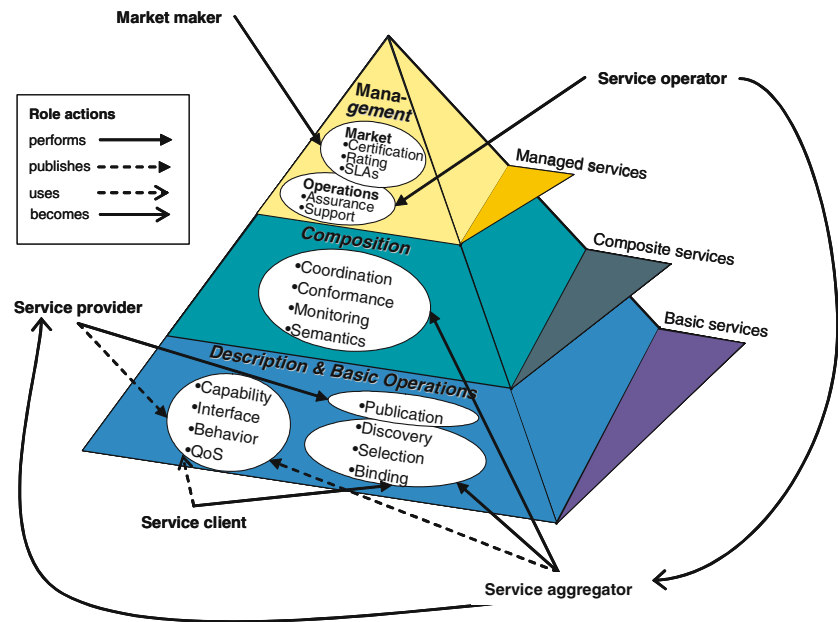 Market maker
Service operator
Role actions
performs
publishes
uses
becomes
Mana-
gement
Market
•Certification
•Rating
•SLAs
Operations
•Assurance
•Support
Managed services
Composition
•Coordination
•Conformance
•Monitoring
•Semantics
Composite services
Service provider
Basic services
Description & Basic Operations
•Capability
•Interface
•Behavior
•QoS
•Publication
•Discovery
•Selection
•Binding
Service client
Service aggregator